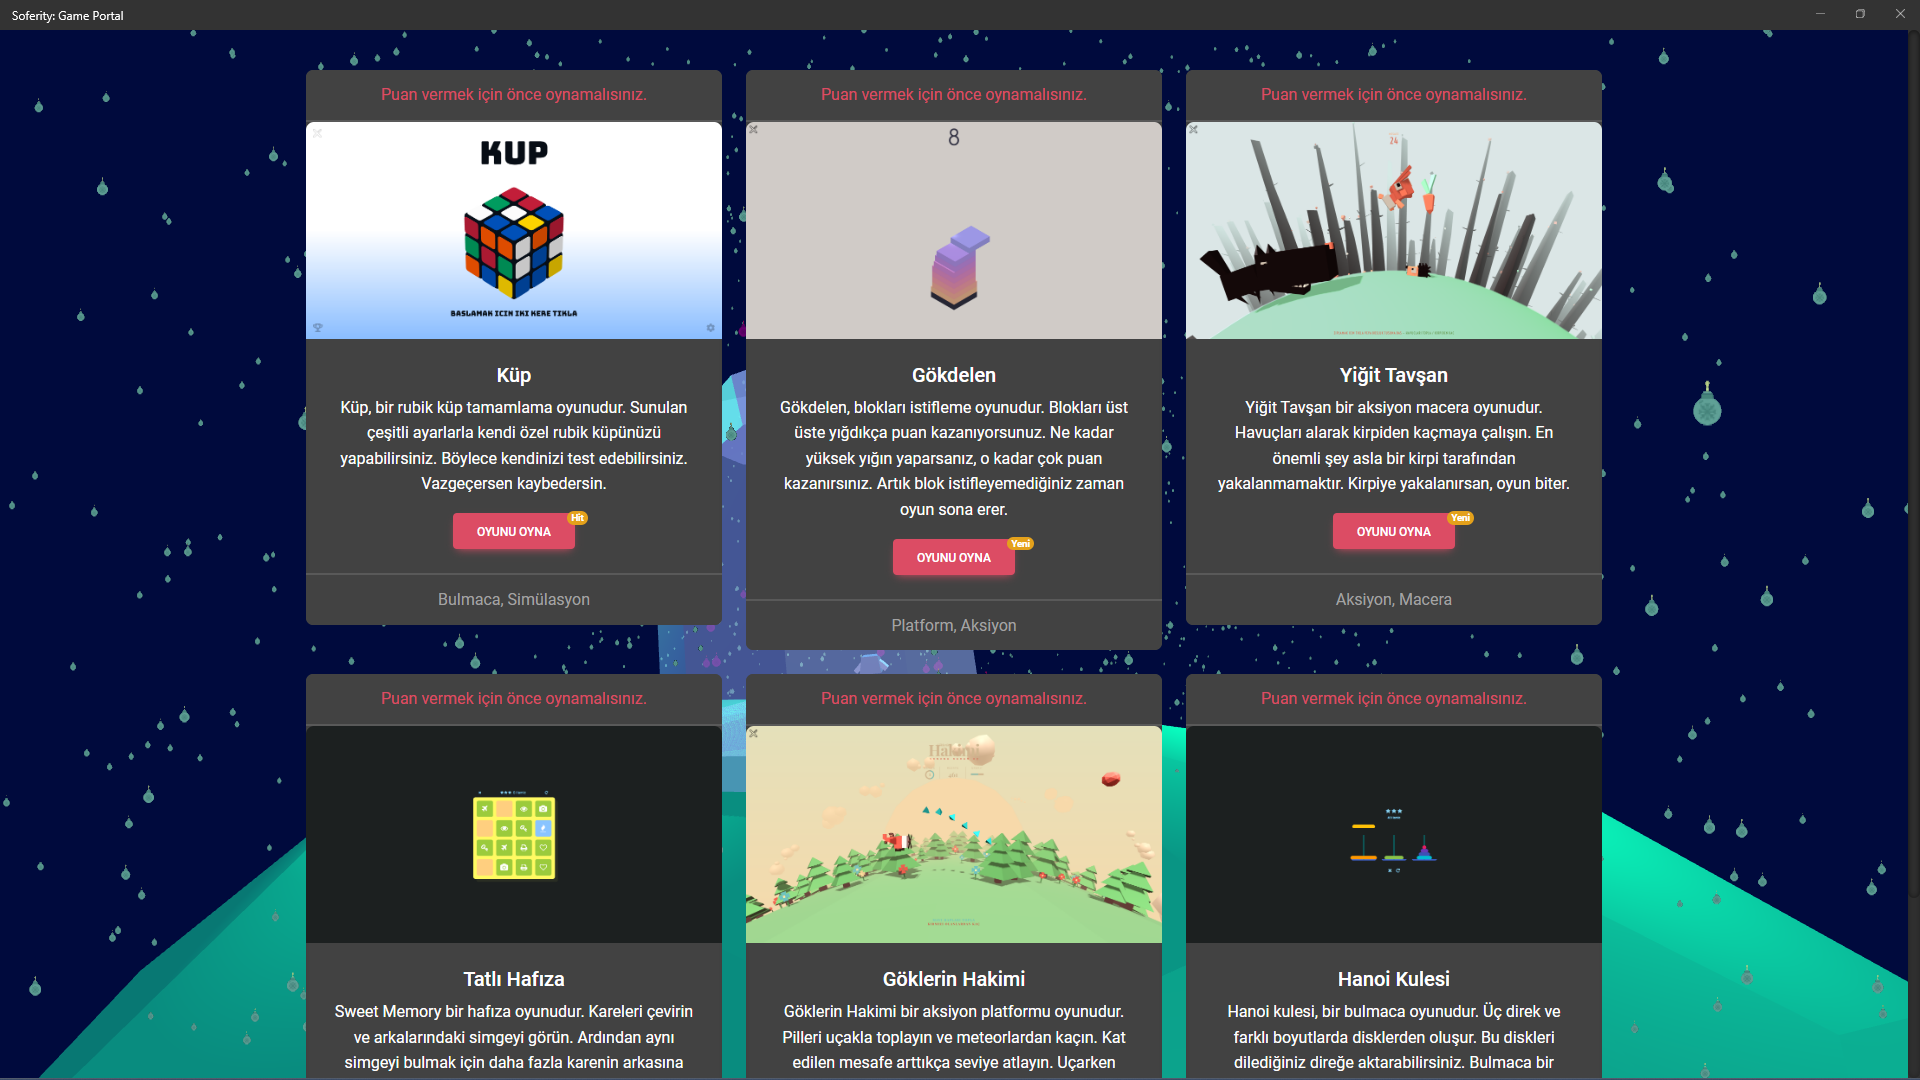 Soferity: Game Portal
Puan vermek için önce oynamalısınız.
KUP
BASLAMAK ICIN IKI KERE TIKLA
Küp
Küp, bir rubik küp tamamlama oyunudur. Sunulan
çeşitli ayarlarla kendi özel rubik küpünüzü
yapabilirsiniz. Böylece kendinizi test edebilirsiniz.
Vazgeçersen kaybedersin.
OYUNU OYNA
Hit
Bulmaca, Simülasyon
Puan vermek için önce oynamalısınız.
8
Gökdelen
Gökdelen, blokları istifleme oyunudur. Blokları üst
üste yığdıkça puan kazanıyorsunuz. Ne kadar
yüksek yığın yaparsanız, o kadar çok puan
kazanırsınız. Artık blok istifleyemediğiniz zaman
oyun sona erer.
OYUNU OYNA
Yeni
Platform, Aksiyon
Puan vermek için önce oynamalısınız.
24
Yiğit Tavşan
Yiğit Tavşan bir aksiyon macera oyunudur.
Havuçları alarak kirpiden kaçmaya çalışın. En
önemli şey asla bir kirpi tarafından
yakalanmamaktır. Kirpiye yakalanırsan, oyun biter.
OYUNU OYNA
Yeni
Aksiyon, Macera
Puan vermek için önce oynamalısınız.
Tatlı Hafıza
Sweet Memory bir hafıza oyunudur. Kareleri çevirin
ve arkalarındaki simgeyi görün. Ardından aynı
simgeyi bulmak için daha fazla karenin arkasına
Puan vermek için önce oynamalısınız.
Hakimi
Göklerin Hakimi
Göklerin Hakimi bir aksiyon platformu oyunudur.
Pilleri uçakla toplayın ve meteorlardan kaçın. Kat
edilen mesafe arttıkça seviye atlayın. Uçarken
Puan vermek için önce oynamalısınız.
Hanoi Kulesi
Hanoi kulesi, bir bulmaca oyunudur. Üç direk ve
farklı boyutlarda disklerden oluşur. Bu diskleri
dilediğiniz direğe aktarabilirsiniz. Bulmaca bir